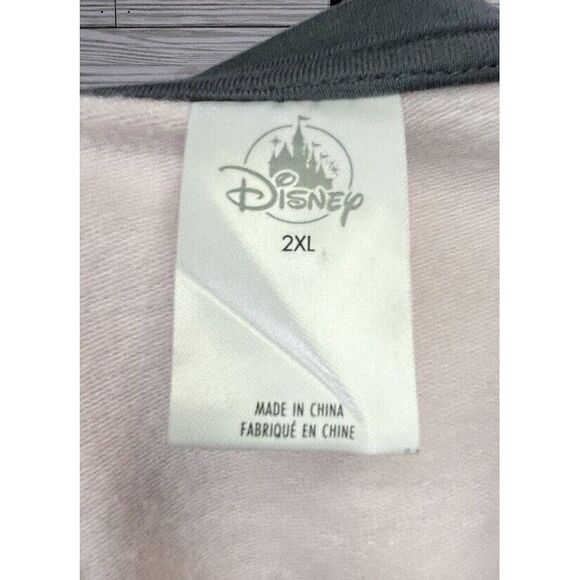 Disney
2XL
MADE IN CHINA
FABRIQUÉ EN CHINE